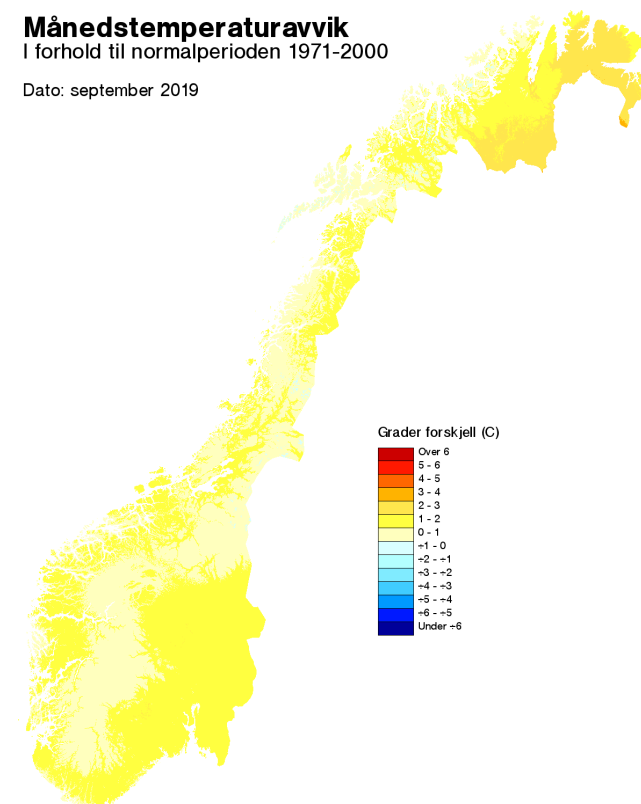 Månedstemperaturavvik
I forhold til normalperioden 1971-2000
Dato: september 2019
Grader forskjell (C)
Over 6
5 - 6
4 - 5
3 - 4
2 - 3
1 - 2
0 - 1
÷1 - 0
÷2 - ÷1
÷3 - ÷2
÷4 - ÷3
÷5 - ÷4
÷6 - ÷5
Under ÷6